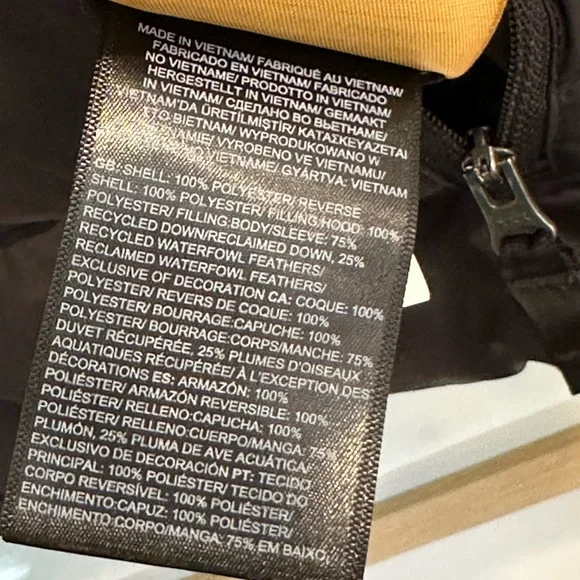 MADE IN VIETNAM/ FABRIQUÉ AU VIETNAM/
FABRICADO EN VIETNAM/ FABRICADO
NO VIETNAME/ PRODOTTO IN VIETNAM/
HERGESTELLT IN VIETNAM/ GEMAAKT
IN VIETNAM/ СДЕЛАНО ВО ВЬЕТНАМЕ/
VIETNAM'DA ÜRETİLMİŞTİR/ ΚΑΤΑΣΚΕΥΑΖΕΤΑΙ
ΣΤΟ ΒΙΕΤΝΑΜ/ WYPRODUKOWANO W
VYROBENO VE VIETNAMU/
VIETNAME/ GYÁRTVA: VIETNAM
GB: SHELL: 100% POLYESTER/ REVERSE
SHELL: 100% POLYESTER/ FILLING:HOOD: 100%
POLYESTER/ FILLING:BODY/SLEEVE: 75%
RECYCLED DOWN/RECLAIMED DOWN, 25%
RECYCLED WATERFOWL FEATHERS/
RECLAIMED WATERFOWL FEATHERS/
EXCLUSIVE OF DECORATION CA: COQUE: 100%
POLYESTER/ REVERS DE COQUE: 100%
POLYESTER/ BOURRAGE:CAPUCHE: 100%
POLYESTER/ BOURRAGE:CORPS/MANCHE: 75%
DUVET RÉCUPÉRÉE, 25% PLUMES D'OISEAUX
AQUATIQUES RÉCUPÉRÉE/ À L'EXCEPTION DES
DÉCORATIONS ES: ARMAZÓN: 100%
POLIÉSTER/ ARMAZÓN REVERSIBLE: 100%
POLIÉSTER/ RELLENO:CAPUCHA: 100%
POLIÉSTER/ RELLENO:CUERPO/MANGA: 75%
PLUMÓN, 25% PLUMA DE AVE ACUÁTICA/
EXCLUSIVO DE DECORACIÓN PT: TECIDO
PRINCIPAL: 100% POLIÉSTER/ TECIDO DO
CORPO REVERSÍVEL: 100% POLIÉSTER/
ENCHIMENTO:CAPUZ: 100% POLIÉSTER/
ENCHIMENTO:CORPO/MANGA: 75% EM BAIXO,